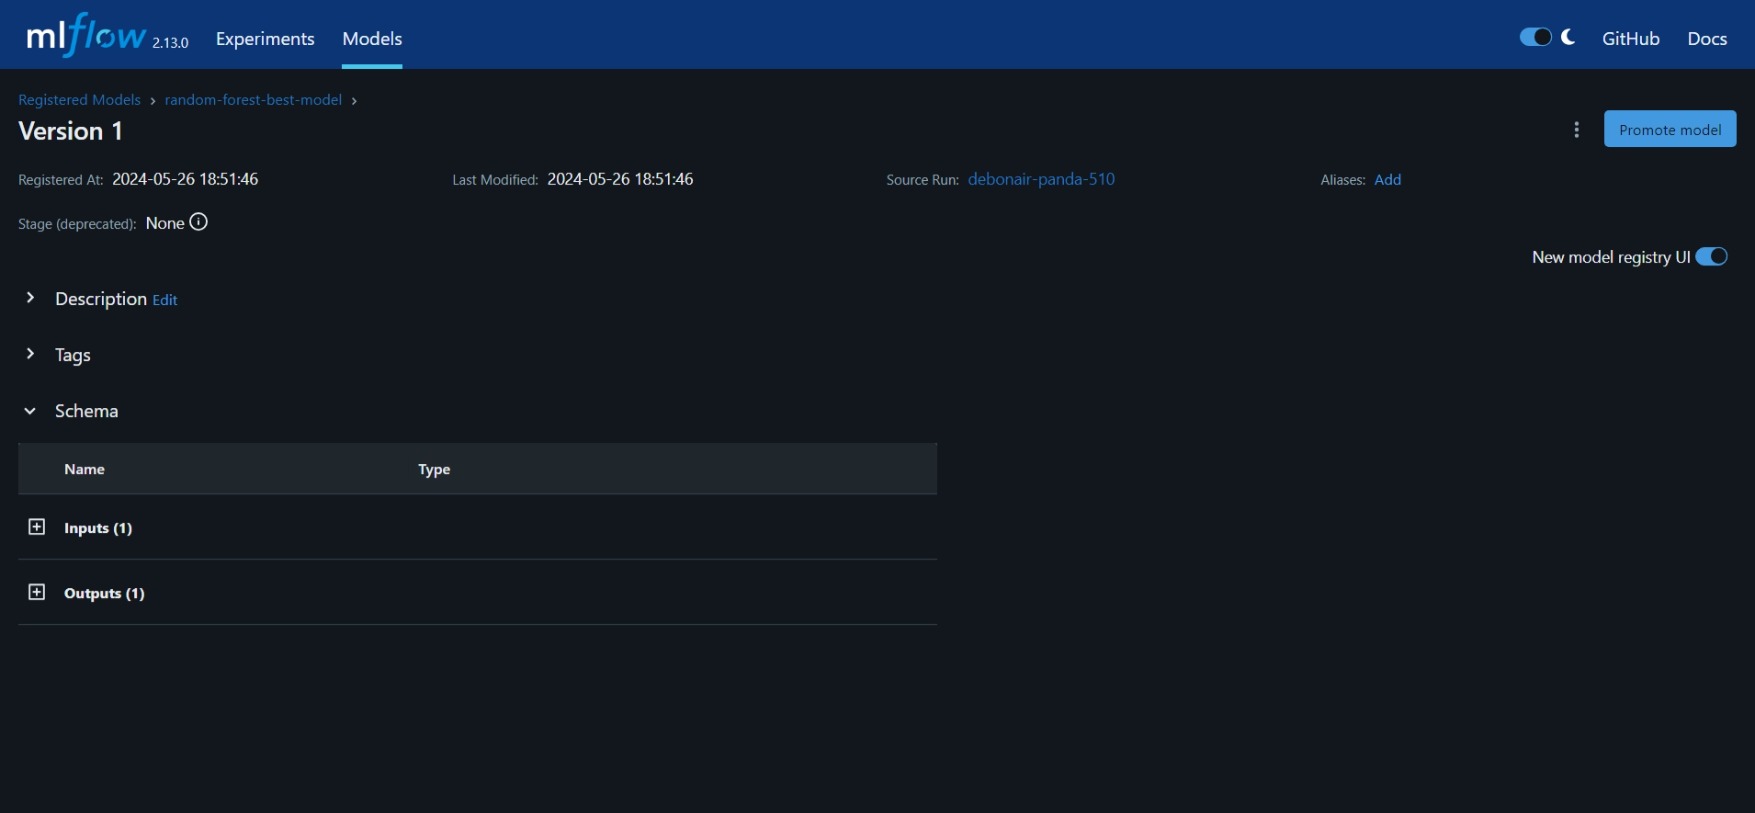 mlflow 2.13.0 Experiments Models GitHub Docs
Registered Models › random-forest-best-model ›
Version 1 Promote model
Registered At: 2024-05-26 18:51:46 Last Modified: 2024-05-26 18:51:46 Source Run: debonair-panda-510 Aliases: Add
Stage (deprecated): None
New model registry UI
Description Edit
Tags
Schema
Name Type
Inputs (1)
Outputs (1)